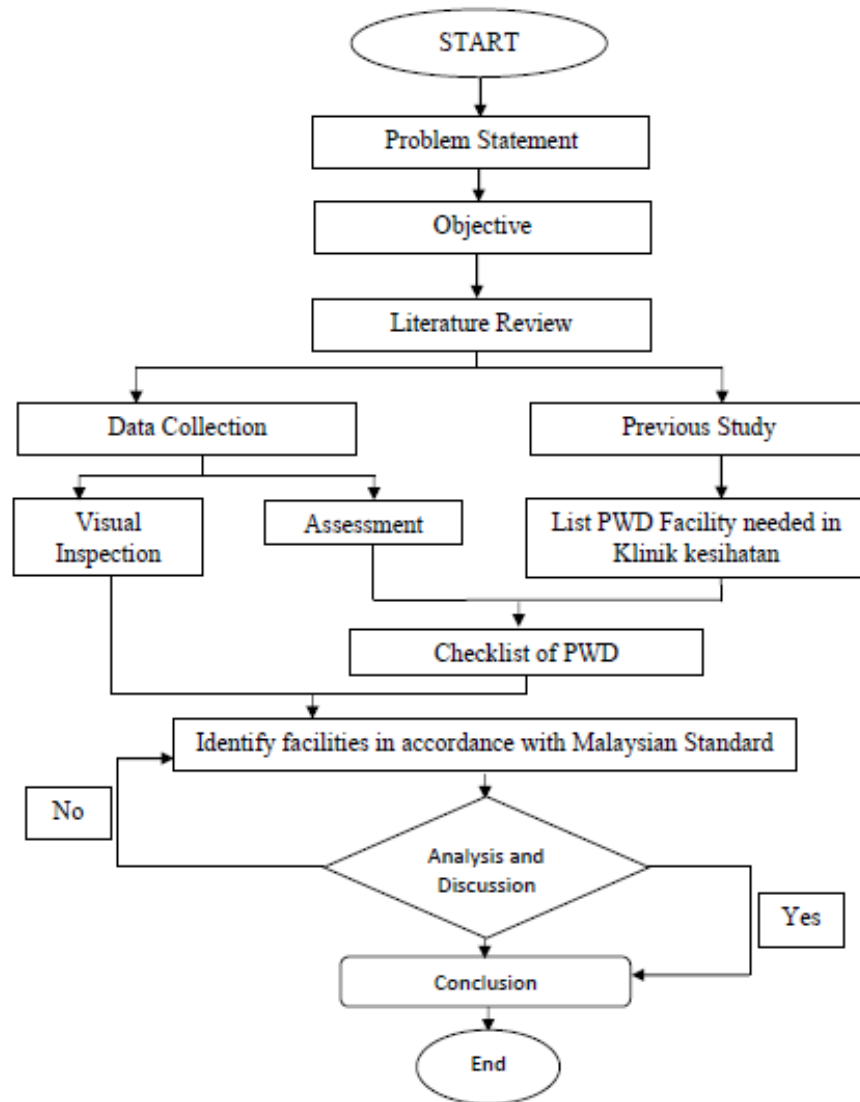 START
Problem Statement
Objective
Literature Review
Data Collection
Previous Study
Visual
Inspection
Assessment
List PWD Facility needed in
Klinik kesihatan
Checklist of PWD
Identify facilities in accordance with Malaysian Standard
No
Analysis and
Discussion
Yes
Conclusion
End